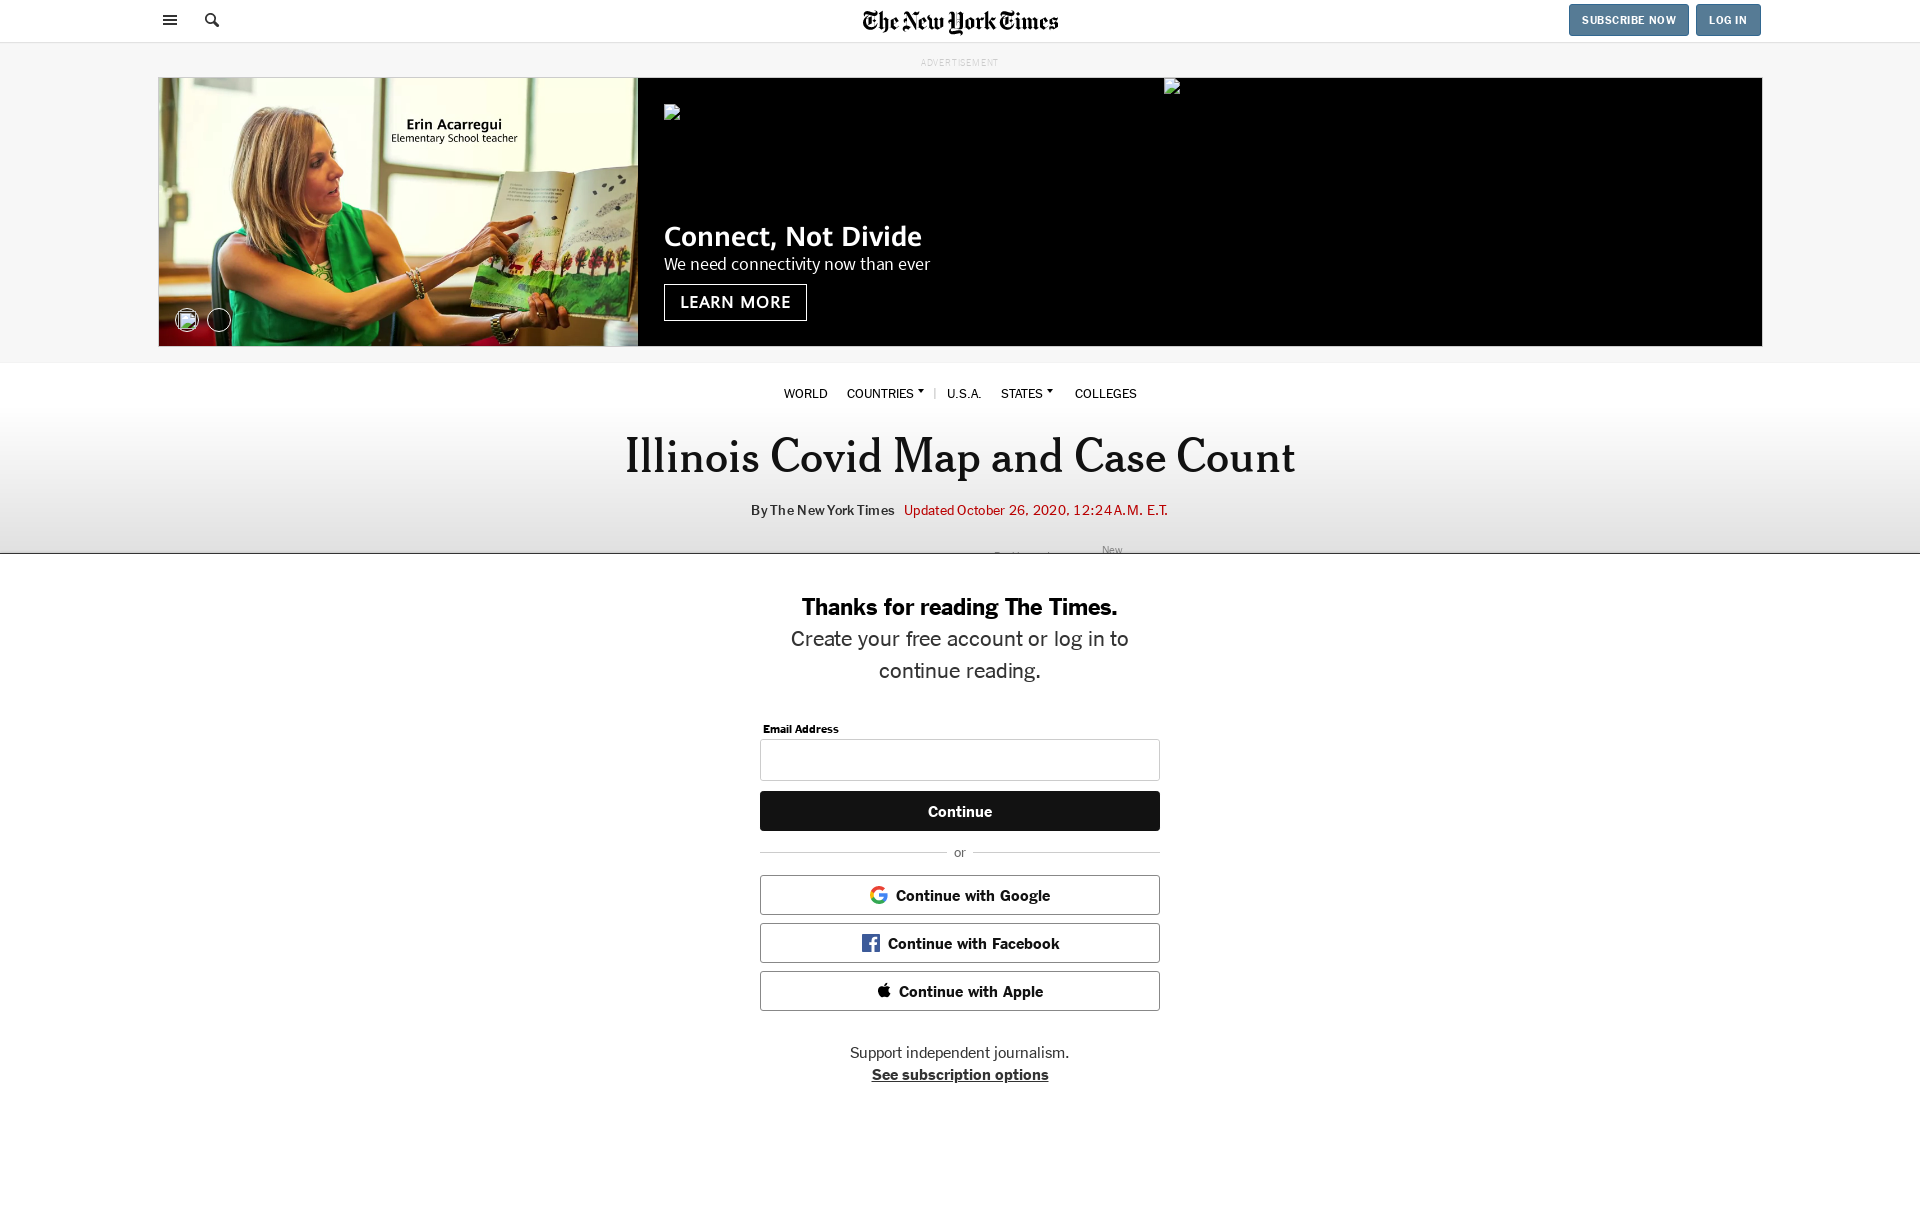 The New York Times
SUBSCRIBE NOW
LOG IN
ADVERTISEMENT
Erin Acarregui
Elementary School teacher
Connect, Not Divide
We need connectivity now than ever
LEARN MORE
WORLD COUNTRIES | U.S.A. STATES COLLEGES
Illinois Covid Map and Case Count
By The New York Times Updated October 26, 2020, 12:24 A.M. E.T.
New
Thanks for reading The Times.
Create your free account or log in to
continue reading.
Email Address
Continue
or
Continue with Google
Continue with Facebook
Continue with Apple
Support independent journalism.
See subscription options